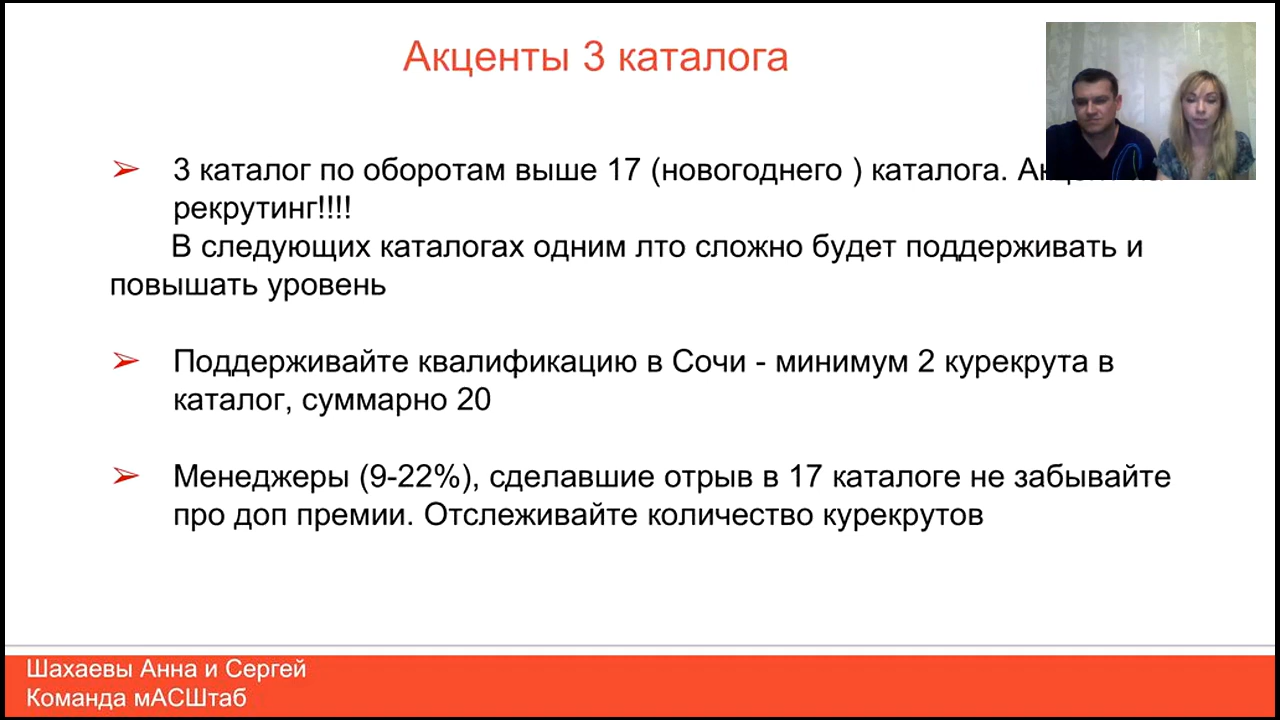 Акценты 3 каталога
➢ 3 каталог по оборотам выше 17 (новогоднего ) каталога.
рекрутинг!!!!
В следующих каталогах одним лто сложно будет поддерживать и
повышать уровень
➢ Поддерживайте квалификацию в Сочи - минимум 2 курекрута в
каталог, суммарно 20
➢ Менеджеры (9-22%), сделавшие отрыв в 17 каталоге не забывайте
про доп премии. Отслеживайте количество курекрутов
Шахаевы Анна и Сергей
Команда мАСШтаб